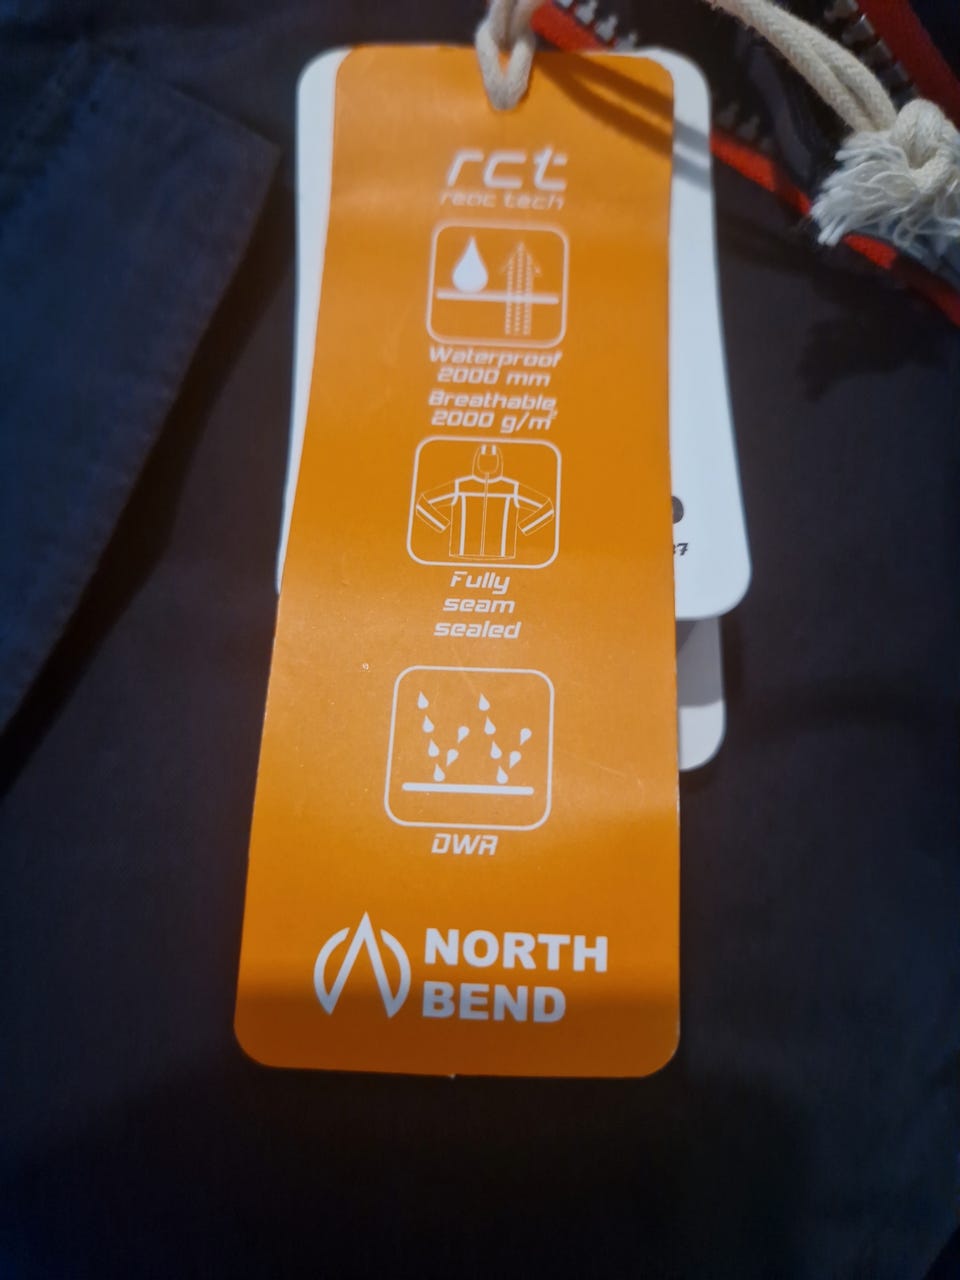 rct
reac tech
Waterproof
2000 mm
Breathable
2000 g/m²
Fully
seam
sealed
DWR
NORTH
BEND